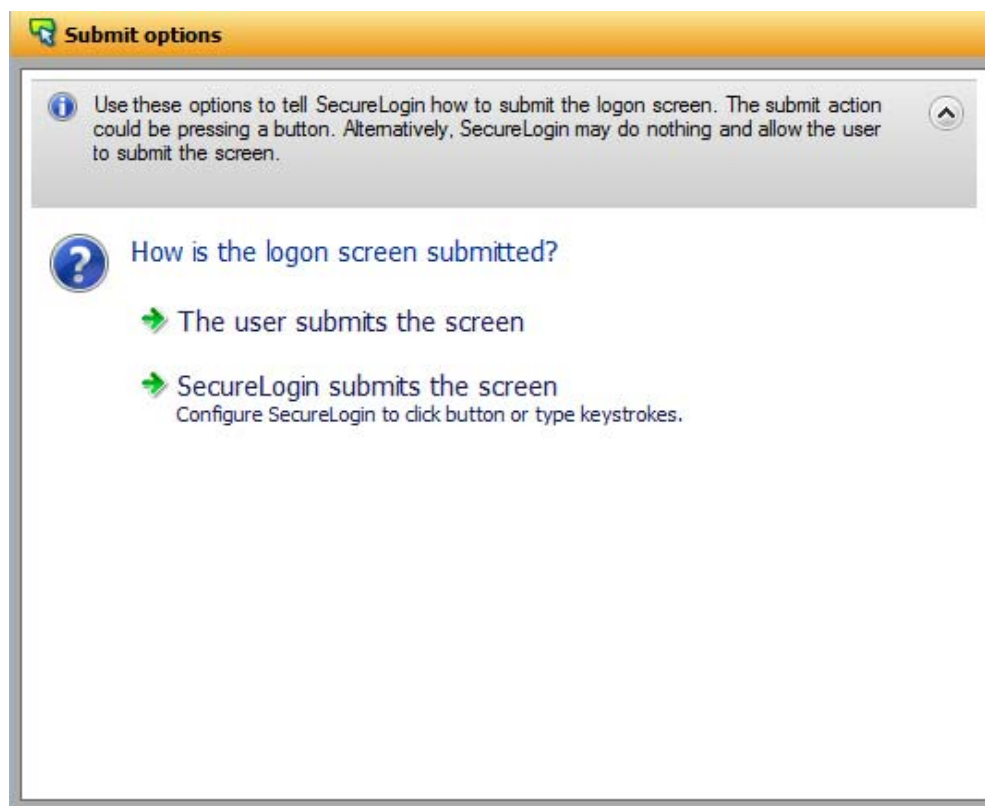 Submit options
Use these options to tell SecureLogin how to submit the logon screen. The submit action
could be pressing a button. Alternatively, SecureLogin may do nothing and allow the user
to submit the screen.
How is the logon screen submitted?
The user submits the screen
SecureLogin submits the screen
Configure SecureLogin to click button or type keystrokes.